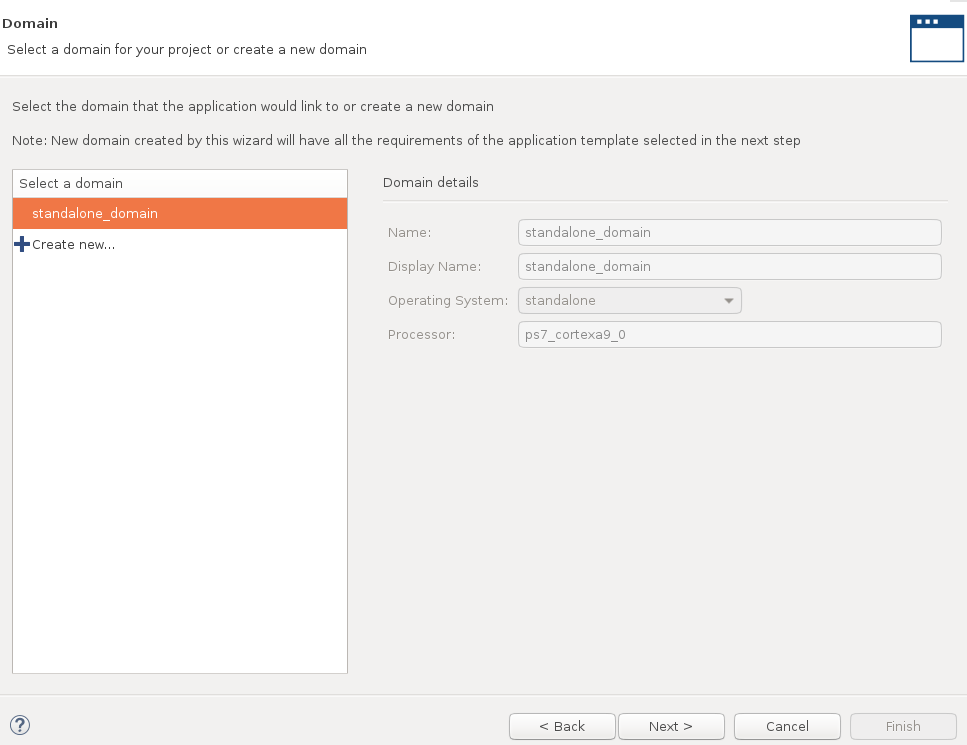 Domain
Select a domain for your project or create a new domain
Select the domain that the application would link to or create a new domain
Note: New domain created by this wizard will have all the requirements of the application template selected in the next step
Select a domain
standalone_domain
Create new...
Domain details
Name: standalone_domain
Display Name: standalone_domain
Operating System: standalone
Processor: ps7_cortexa9_0
?
< Back
Next >
Cancel
Finish